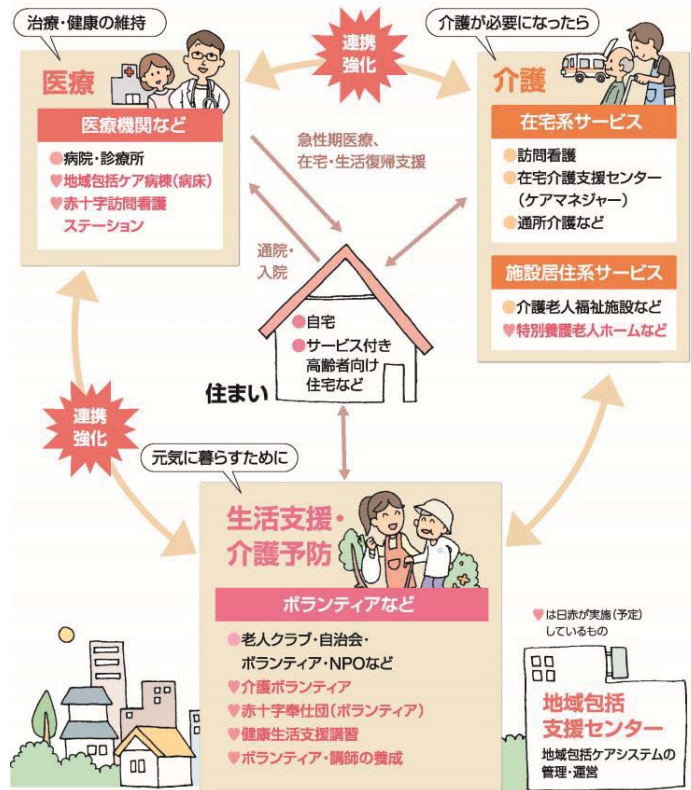 治療・健康の維持
医療
医療機関など
●病院・診療所
♥地域包括ケア病棟(病床)
♥赤十字訪問看護
ステーション
連携
強化
介護が必要になったら
介護
在宅系サービス
●訪問看護
●在宅介護支援センター
(ケアマネジャー)
●通所介護など
施設居住系サービス
●介護老人福祉施設など
♥特別養護老人ホームなど
急性期医療、
在宅・生活復帰支援
通院・
入院
●自宅
●サービス付き
高齢者向け
住宅など
住まい
連携
強化
元気に暮らすために
生活支援・
介護予防
ボランティアなど
●老人クラブ・自治会・
ボランティア・NPOなど
♥介護ボランティア
♥赤十字奉仕団(ボランティア)
♥健康生活支援講習
♥ボランティア・講師の養成
♥は日赤が実施(予定)
しているもの
地域包括
支援センター
地域包括ケアシステムの
管理・運営